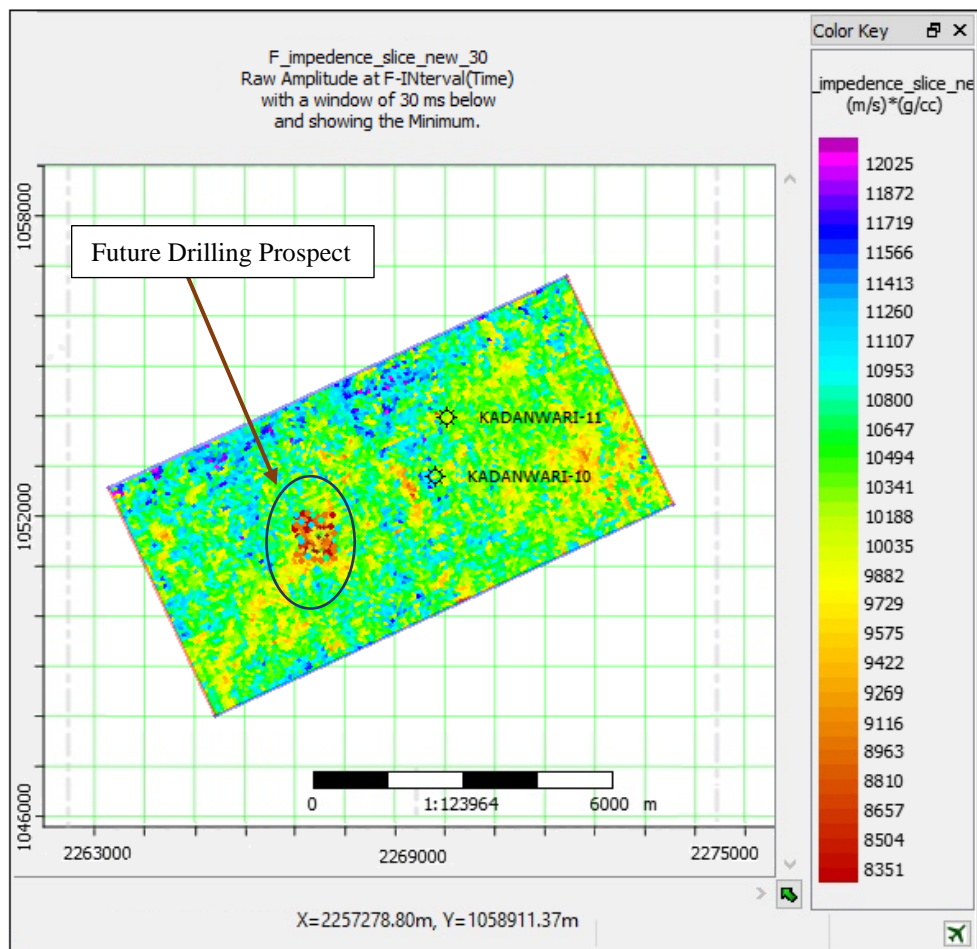 Color Key
F_impedence_slice_new_30
Raw Amplitude at F-INterval(Time)
with a window of 30 ms below
and showing the Minimum.
_impedence_slice_ne
(m/s)*(g/cc)
12025
11872
11719
11566
11413
11260
11107
10953
10800
10647
10494
10341
10188
10035
9882
9729
9575
9422
9269
9116
8963
8810
8657
8504
8351
1058000
1052000
1046000
Future Drilling Prospect
KADANWARI-11
KADANWARI-10
0
1:123964
6000 m
2263000
2269000
2275000
X=2257278.80m, Y=1058911.37m